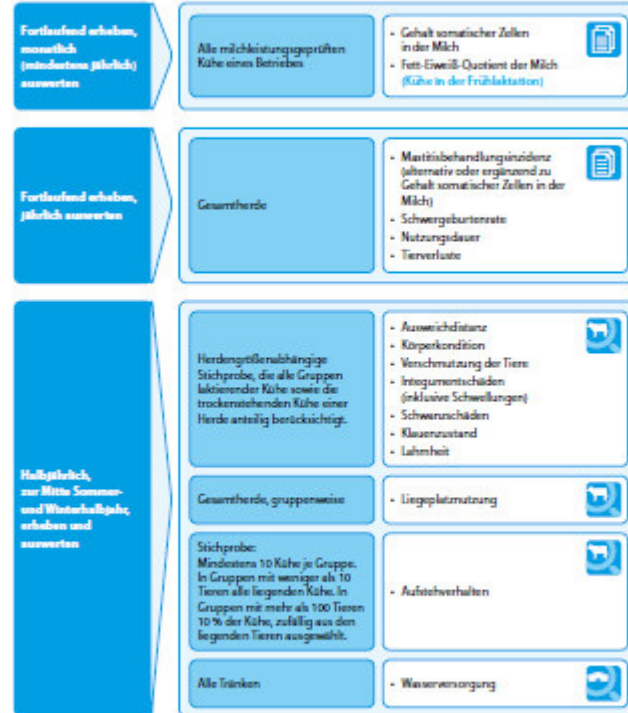 Fortlaufend erheben,
monatlich
(mindestens jährlich)
auswerten
Alle milchleistungsgeprüften
Kühe eines Betriebes
• Gehalt somatischer Zellen
in der Milch
• Fett-Eiweiß-Quotient der Milch
(Kühe in der Frühlaktation)
Fortlaufend erheben,
jährlich auswerten
Gesamtherde
• Mastitisbehandlungsinzidenz
(alternativ oder ergänzend zu
Gehalt somatischer Zellen in der
Milch)
• Schwergeburtenrate
• Nutzungsdauer
• Tierverluste
Halbjährlich,
zur Mitte Sommer-
und Winterhalbjahr,
erheben und
auswerten
Herdengrößenabhängige
Stichprobe, die alle Gruppen
laktierender Kühe sowie die
trockenstehenden Kühe einer
Herde anteilig berücksichtigt.
• Ausweichdistanz
• Körperkondition
• Verschmutzung der Tiere
• Integumentschäden
(inklusive Schwellungen)
• Schwanzschäden
• Klauenzustand
• Lahmheit
Gesamtherde, gruppenweise
• Liegeplatznutzung
Stichprobe:
Mindestens 10 Kühe je Gruppe.
In Gruppen mit weniger als 10
Tieren alle liegenden Kühe. In
Gruppen mit mehr als 100 Tieren
10 % der Kühe, zufällig aus den
liegenden Tieren ausgewählt.
• Aufstehverhalten
Alle Tränken
• Wasserversorgung